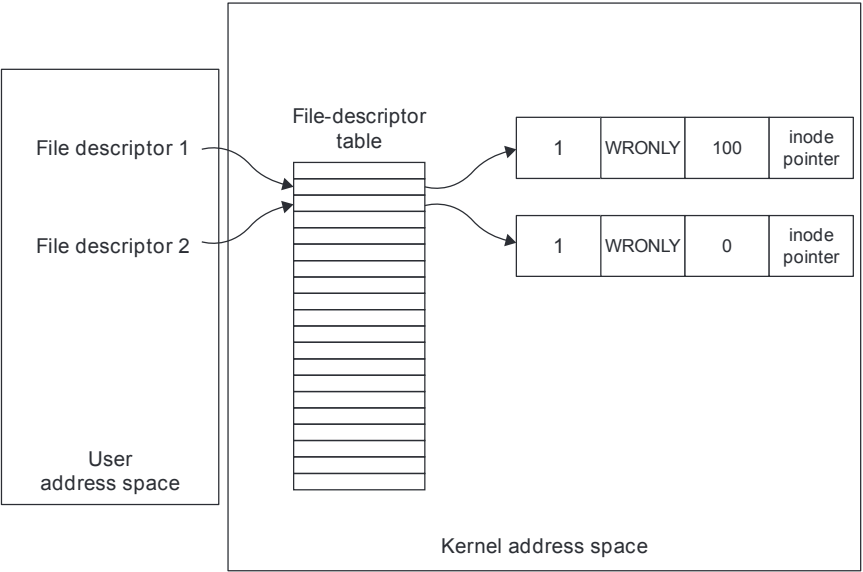 File-descriptor
table
File descriptor 1
File descriptor 2
1 WRONLY 100 inode
pointer
1 WRONLY 0 inode
pointer
User
address space
Kernel address space